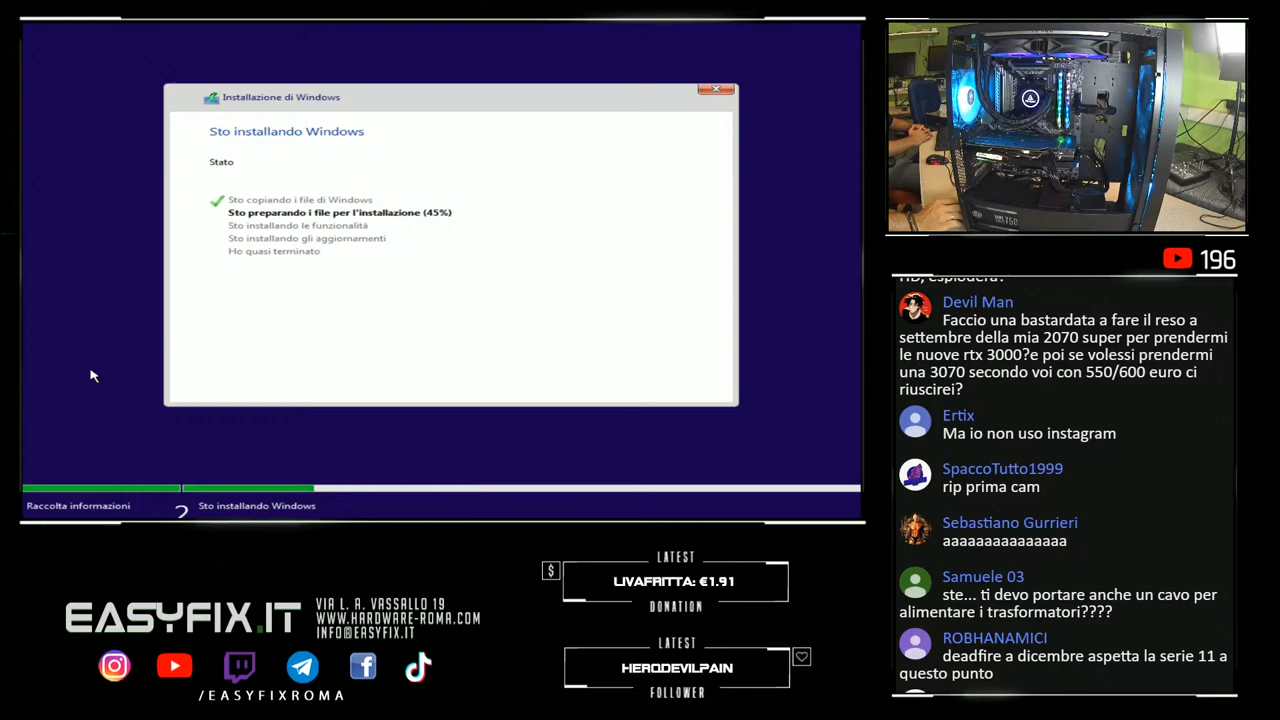 Installazione di Windows
Sto installando Windows
Stato
Sto copiando i file di Windows
Sto preparando i file per l'installazione (45%)
Sto installando le funzionalità
Sto installando gli aggiornamenti
Ho quasi terminato
Raccolta informazioni
2
Sto installando Windows
196
Devil Man
Faccio una bastardata a fare il reso a
settembre della mia 2070 super per prendermi
le nuove rtx 3000?e poi se volessi prendermi
una 3070 secondo voi con 550/600 euro ci
riuscirei?
Ertix
Ma io non uso instagram
SpaccoTutto1999
rip prima cam
Sebastiano Gurrieri
aaaaaaaaaaaaaaa
Samuele 03
ste... ti devo portare anche un cavo per
alimentare i trasformatori????
ROBHANAMICI
deadfire a dicembre aspetta la serie 11 a
questo punto
EASYFIX.IT
VIA L. A. VASSALLO 19
WWW.HARDWARE-ROMA.COM
INFO@EASYFIX.IT
/EASYFIXROMA
$
LATEST
LIVAFRITTA: €1.91
DONATION
LATEST
HERODEVILPAIN
FOLLOWER